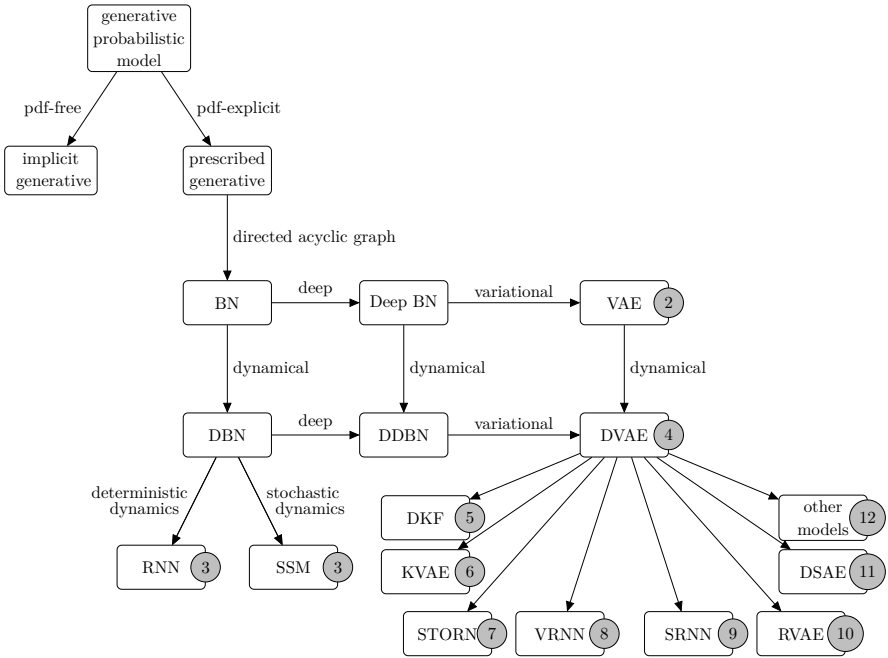 generative
probabilistic
model
pdf-free
pdf-explicit
implicit
generative
prescribed
generative
directed acyclic graph
BN
deep
Deep BN
variational
VAE
2
dynamical
dynamical
dynamical
DBN
deep
DDBN
variational
DVAE
4
deterministic
dynamics
stochastic
dynamics
RNN
3
SSM
3
DKF
5
other
models
12
KVAE
6
DSAE
11
STORN
7
VRNN
8
SRNN
9
RVAE
10